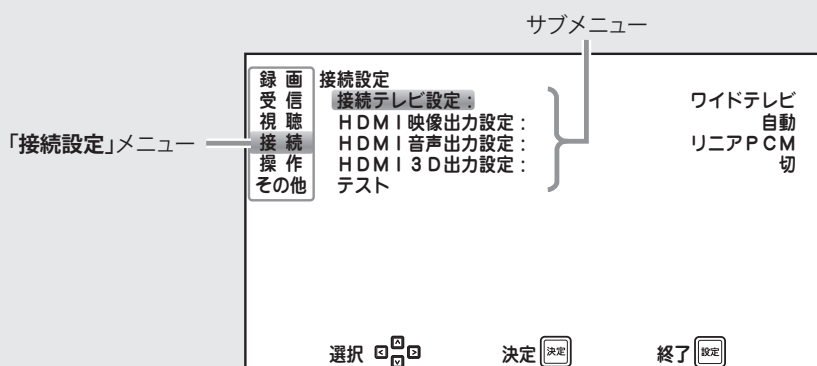 サブメニュー
「接続設定」メニュー
録画
受信
視聴
接続
操作
その他
接続設定
接続テレビ設定: ワイドテレビ
HDMI映像出力設定: 自動
HDMI音声出力設定: リニアPCM
HDMI3D出力設定: 切
テスト
選択 決定 決定 終了 設定